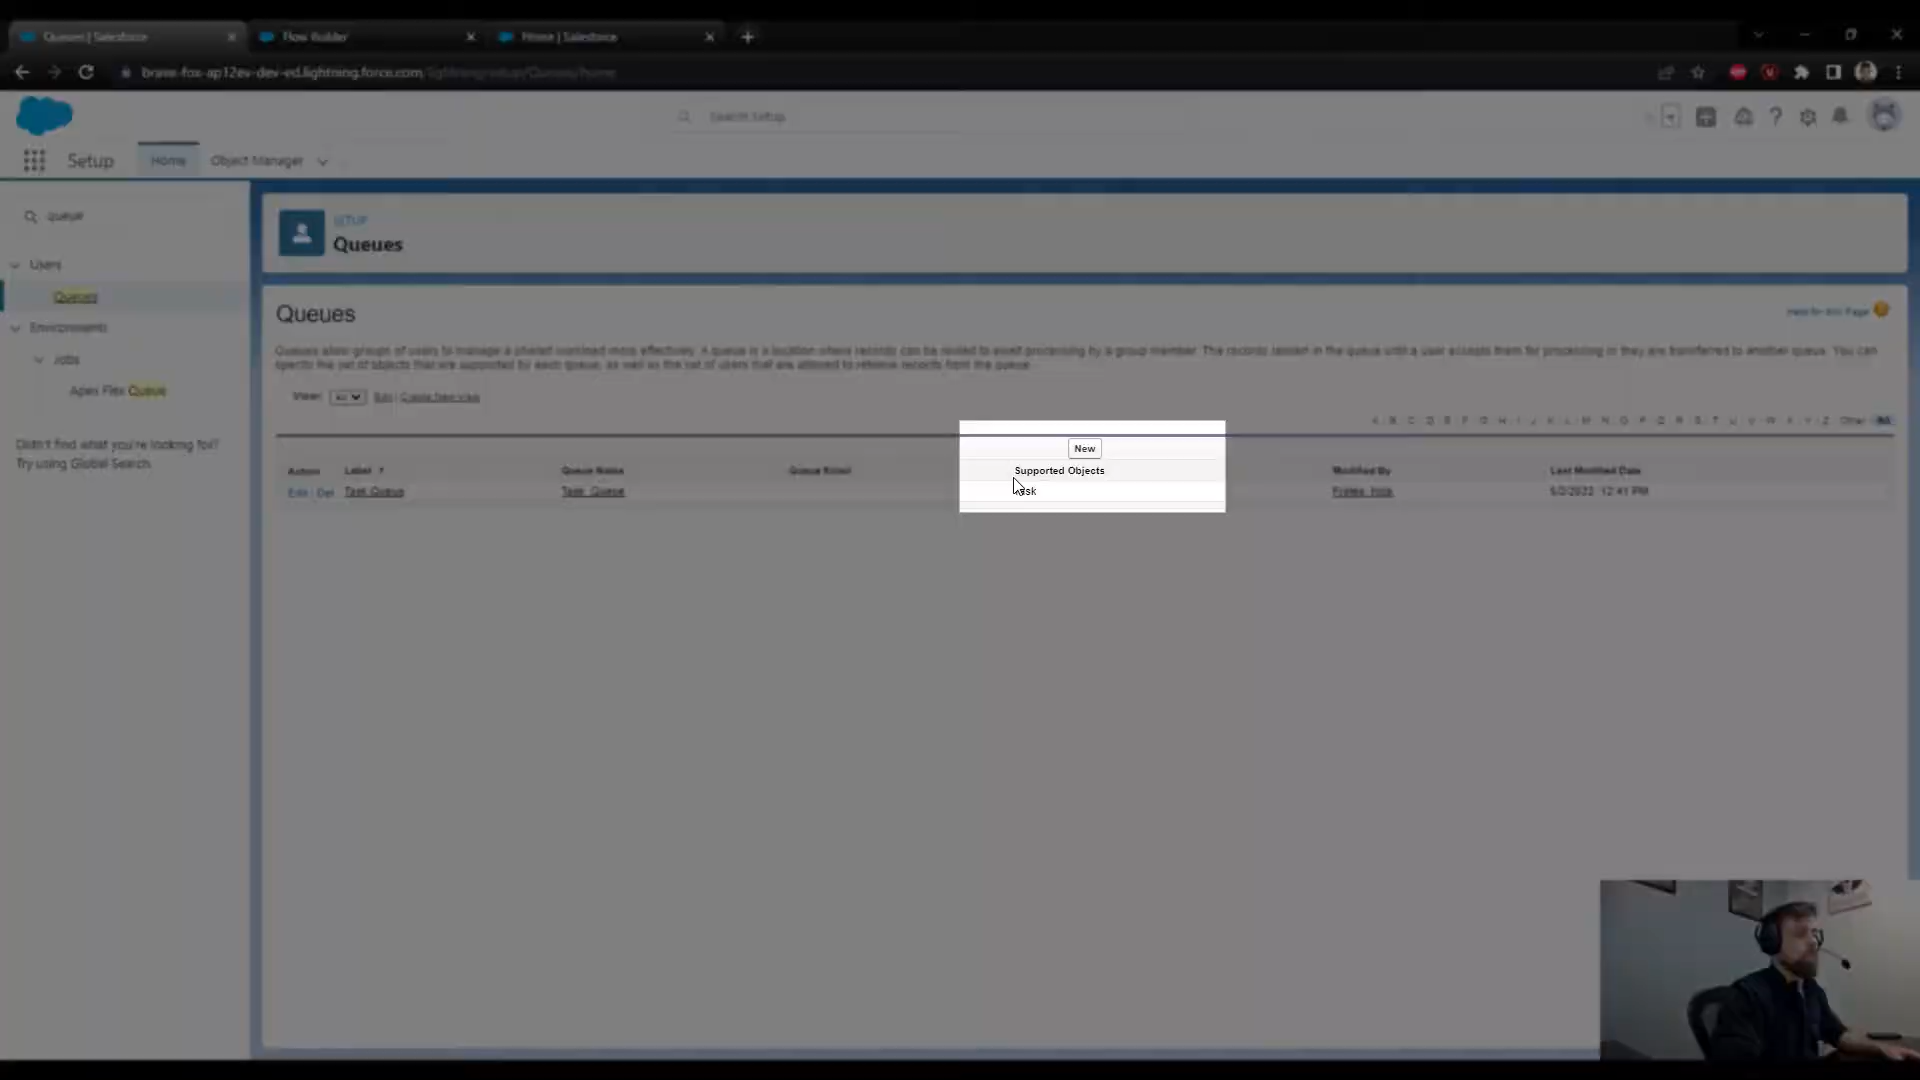 Queues | Salesforce
Flow Builder
Home | Salesforce
brave-fox-ap12ev-dev-ed.lightning.force.com/lightning/setup/Queues/home
Search Setup
Setup
Home
Object Manager
queue
Users
Queues
Environments
Jobs
Apex Flex Queue
Didn't find what you're looking for?
Try using Global Search.
SETUP
Queues
Queues
Help for this Page
Queues allow groups of users to manage a shared workload more effectively. A queue is a location where records can be routed to await processing by a group member. The records remain in the queue until a user accepts them for processing or they are transferred to another queue. You can
specify the set of objects that are supported by each queue, as well as the set of users that are allowed to retrieve records from the queue.
View: All Edit | Create New View
A B C D E F G H I J K L M N O P Q R S T U V W X Y Z Other All
New
Action Label Queue Name Queue Email Supported Objects Modified By Last Modified Date
Edit Del Task Queue Task_Queue sk 5/2/2022, 12:41 PM